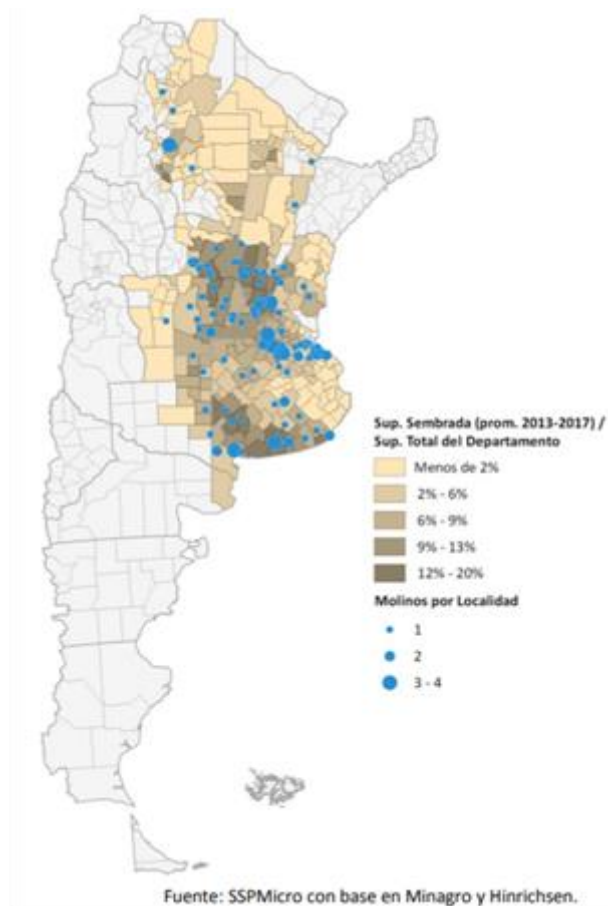 Sup. Sembrada (prom. 2013-2017) /
Sup. Total del Departamento
Menos de 2%
2% - 6%
6% - 9%
9% - 13%
12% - 20%
Molinos por Localidad
1
2
3 - 4
Fuente: SSPMicro con base en Minagro y Hinrichsen.